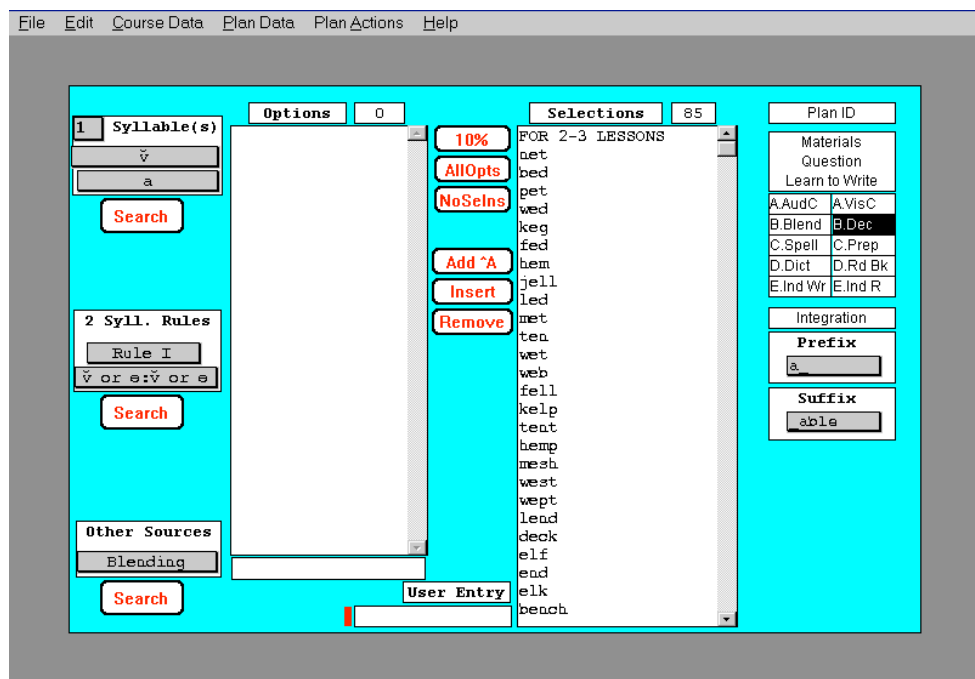 File Edit Course Data Plan Data Plan Actions Help
1 Syllable(s)
v̆
a
Search
2 Syll. Rules
Rule I
v̆ or ə:v̆ or ə
Search
Other Sources
Blending
Search
Options 0
10%
AllOpts
NoSelns
Add ^A
Insert
Remove
User Entry
Selections 85
FOR 2-3 LESSONS
net
bed
pet
wed
keg
fed
hem
jell
led
met
ten
wet
web
fell
kelp
tent
hemp
mesh
west
wept
lend
deck
elf
end
elk
bench
Plan ID
Materials
Question
Learn to Write
A.AudC A.VisC
B.Blend B.Dec
C.Spell C.Prep
D.Dict D.Rd Bk
E.Ind Wr E.Ind R
Integration
Prefix
a_
Suffix
_able